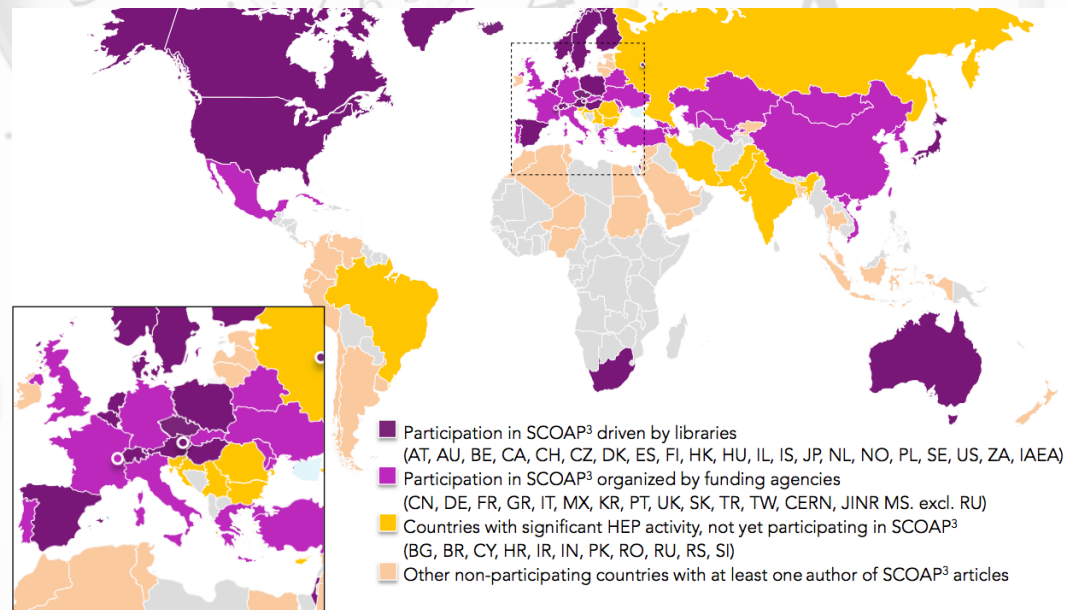 Participation in SCOAP³ driven by libraries
(AT, AU, BE, CA, CH, CZ, DK, ES, FI, HK, HU, IL, IS, JP, NL, NO, PL, SE, US, ZA, IAEA)
Participation in SCOAP³ organized by funding agencies
(CN, DE, FR, GR, IT, MX, KR, PT, UK, SK, TR, TW, CERN, JINR MS. excl. RU)
Countries with significant HEP activity, not yet participating in SCOAP³
(BG, BR, CY, HR, IR, IN, PK, RO, RU, RS, SI)
Other non-participating countries with at least one author of SCOAP³ articles